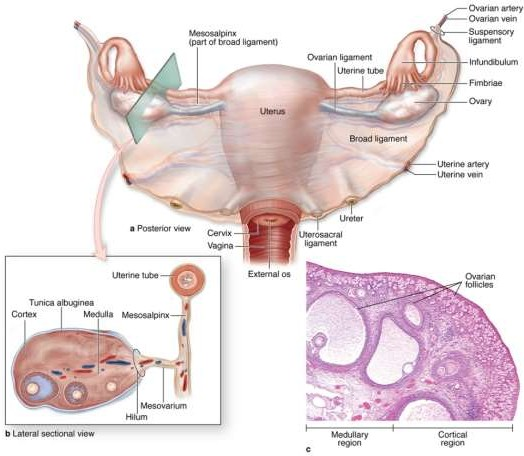 Ovarian artery
Ovarian vein
Suspensory
ligament
Mesosalpinx
(part of broad ligament)
Ovarian ligament
Uterine tube
Infundibulum
Fimbriae
Ovary
Uterus
Broad ligament
Uterine artery
Uterine vein
Ureter
a Posterior view
Cervix
Vagina
Uterosacral
ligament
External os
Uterine tube
Tunica albuginea
Cortex
Medulla
Mesosalpinx
Mesovarium
Hilum
b Lateral sectional view
Ovarian
follicles
Medullary
region
Cortical
region
c